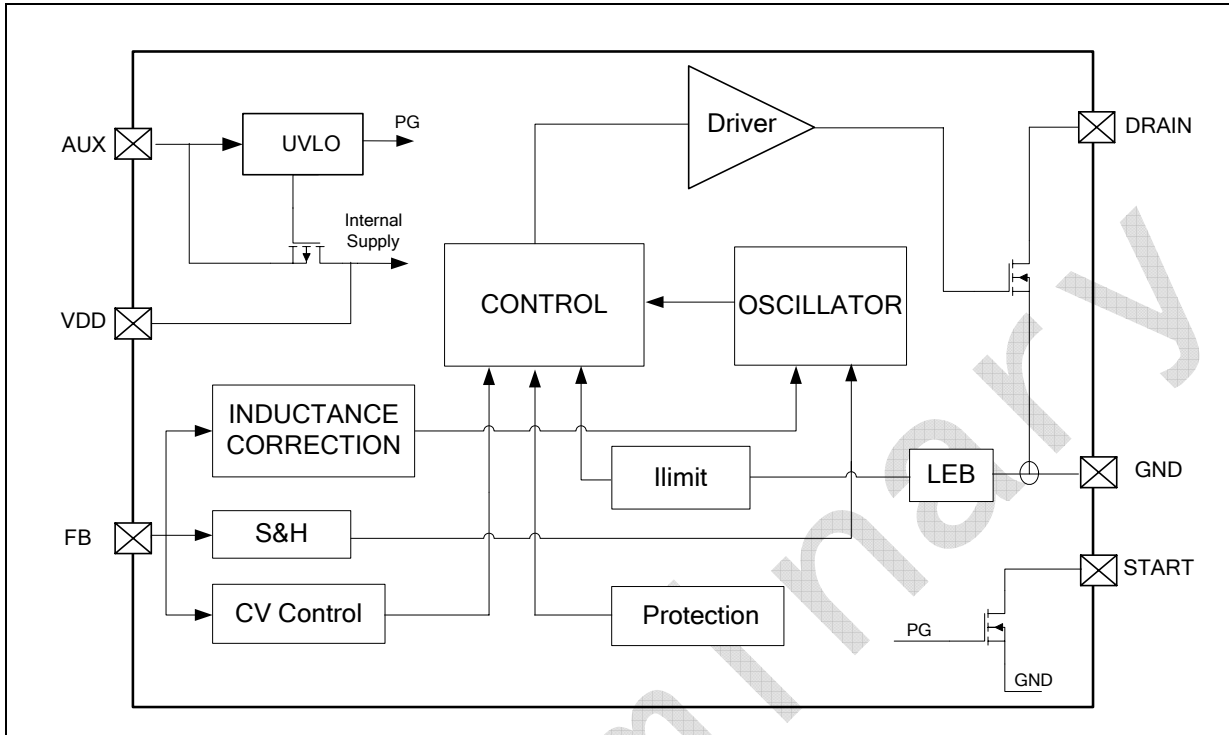 AUX
UVLO
PG
Driver
DRAIN
Internal
Supply
VDD
CONTROL
OSCILLATOR
INDUCTANCE
CORRECTION
Ilimit
LEB
GND
FB
S&H
START
CV Control
Protection
PG
GND
minary